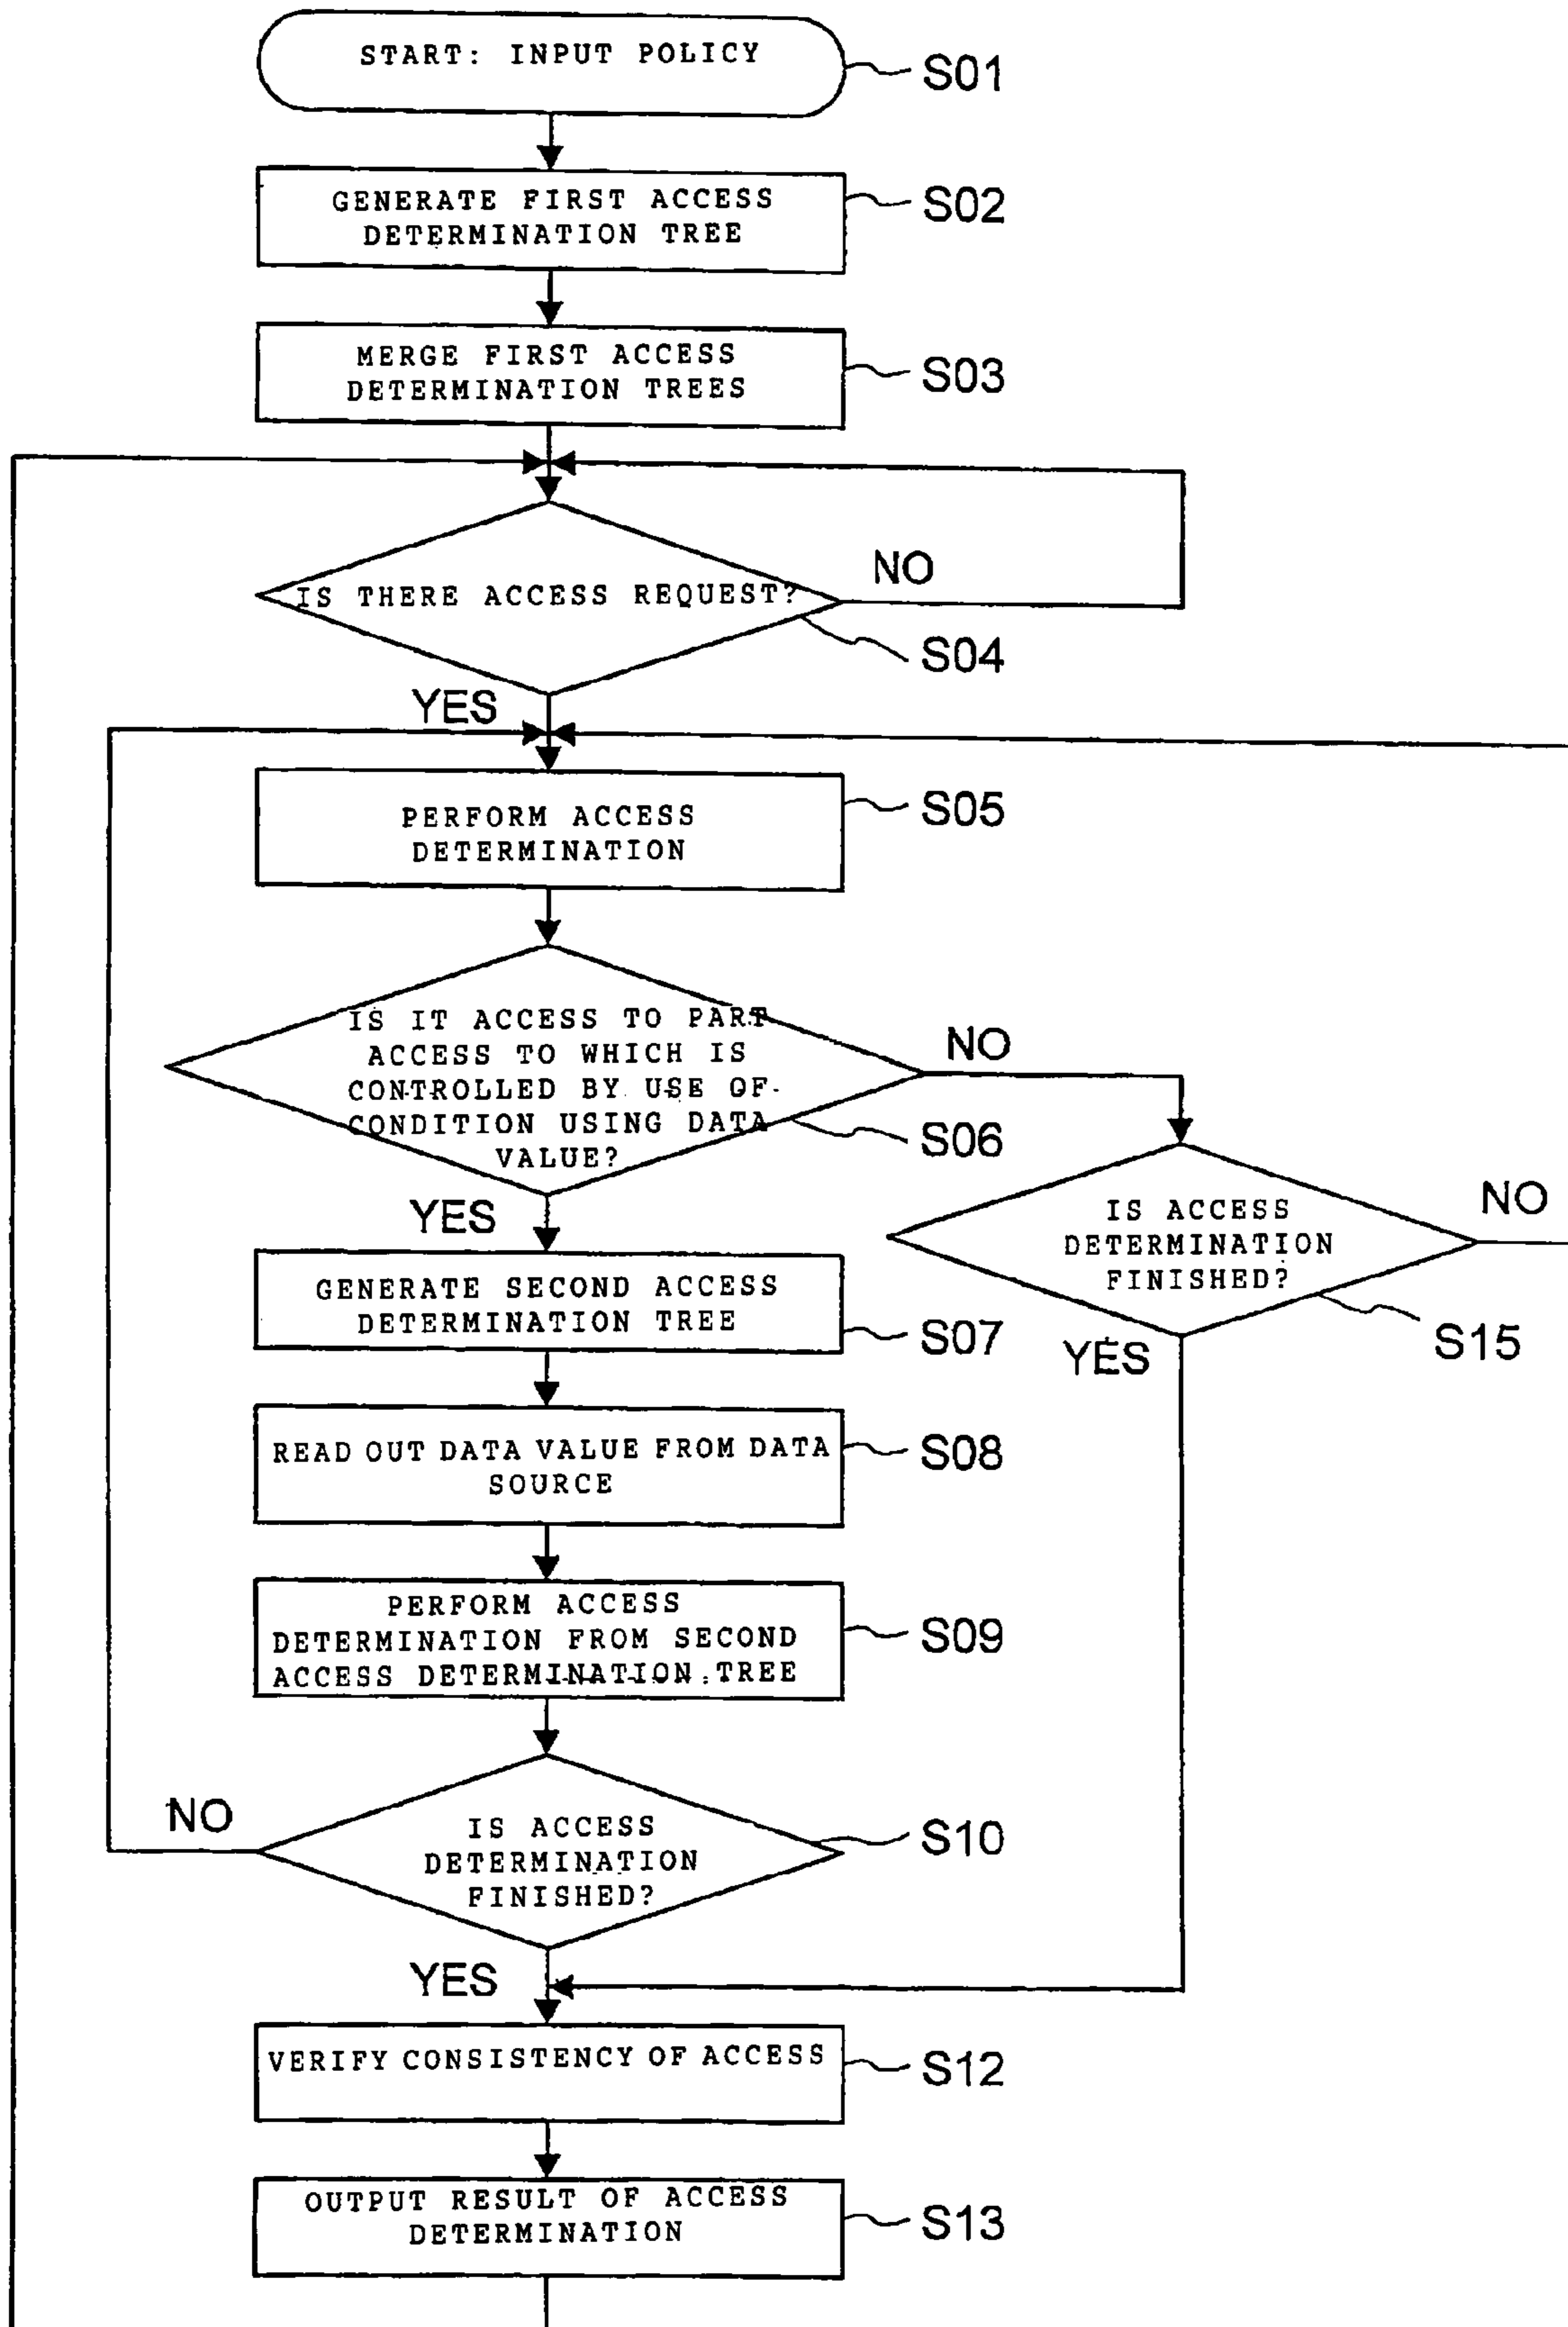 START: INPUT POLICY
S01
GENERATE FIRST ACCESS
DETERMINATION TREE
S02
MERGE FIRST ACCESS
DETERMINATION TREES
S03
IS THERE ACCESS REQUEST?
NO
S04
YES
PERFORM ACCESS
DETERMINATION
S05
IS IT ACCESS TO PART
ACCESS TO WHICH IS
CONTROLLED BY USE OF
CONDITION USING DATA
VALUE?
NO
S06
YES
IS ACCESS
DETERMINATION
FINISHED?
NO
S15
YES
GENERATE SECOND ACCESS
DETERMINATION TREE
S07
READ OUT DATA VALUE FROM DATA
SOURCE
S08
PERFORM ACCESS
DETERMINATION FROM SECOND
ACCESS DETERMINATION TREE
S09
NO
IS ACCESS
DETERMINATION
FINISHED?
S10
YES
VERIFY CONSISTENCY OF ACCESS
S12
OUTPUT RESULT OF ACCESS
DETERMINATION
S13